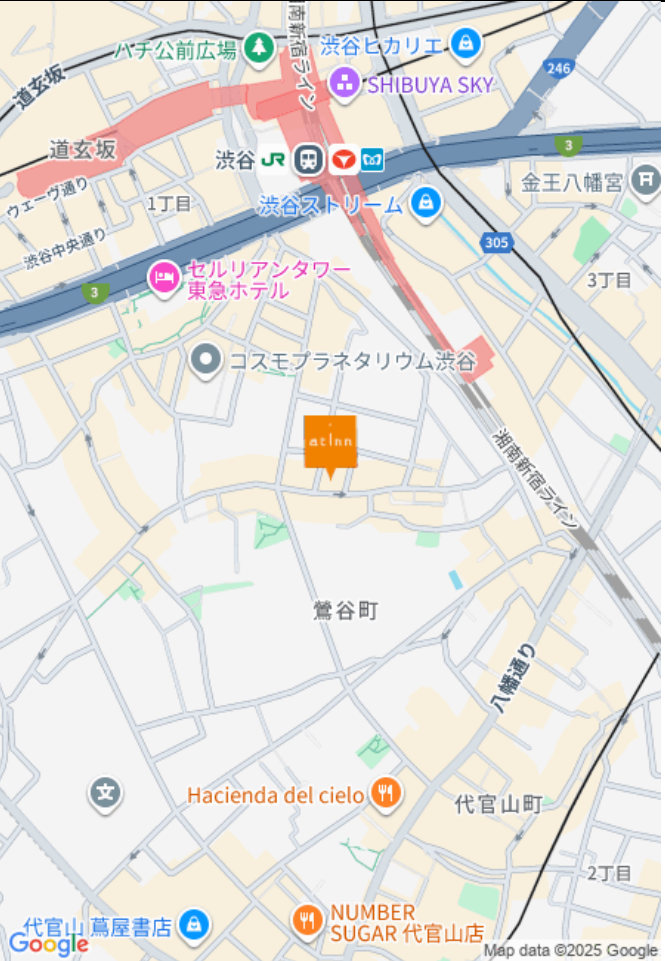 南新宿ライン
ハチ公前広場
渋谷ヒカリエ
道玄坂
SHIBUYA SKY
246
道玄坂
渋谷 JR
3
ウェーヴ通り
1丁目
渋谷ストリーム
金王八幡宮
渋谷中央通り
305
セルリアンタワー
東急ホテル
3
3丁目
コスモプラネタリウム渋谷
at Inn
湘南新宿ライン
鶯谷町
八幡通り
文
Hacienda del cielo
代官山町
2丁目
代官山 蔦屋書店
NUMBER
SUGAR 代官山店
Google
Map data ©2025 Google